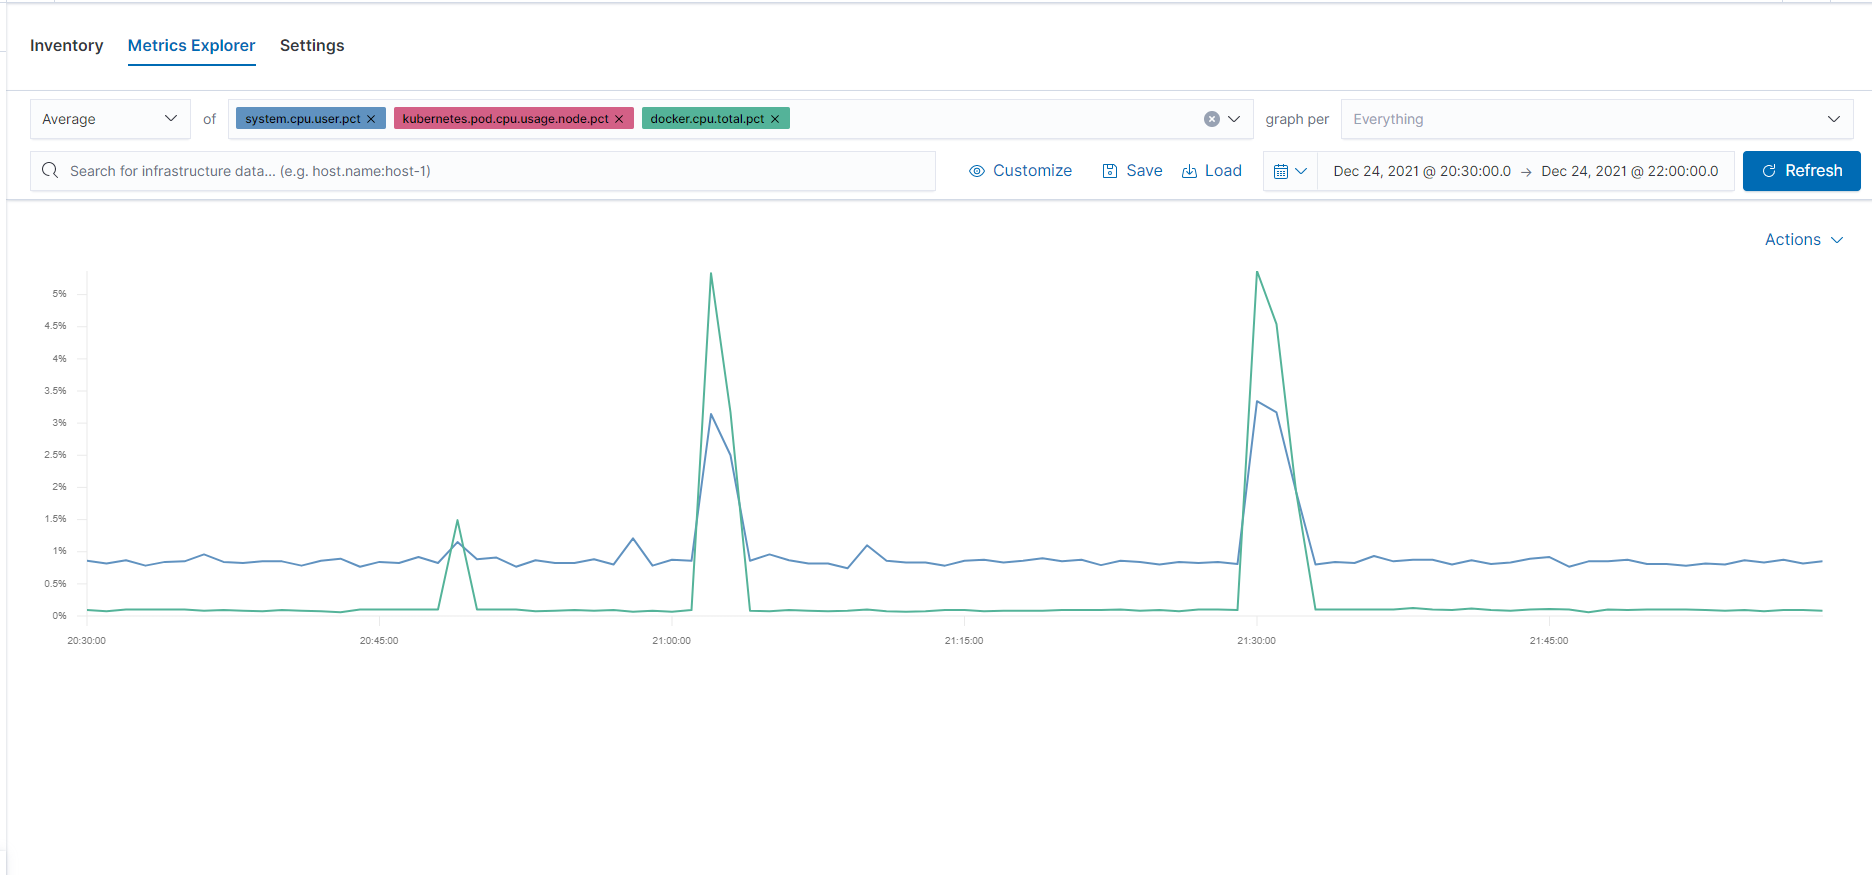 Inventory Metrics Explorer Settings
Average of system.cpu.user.pct × kubernetes.pod.cpu.usage.node.pct × docker.cpu.total.pct × graph per Everything
Search for infrastructure data... (e.g. host.name:host-1) Customize Save Load Dec 24, 2021 @ 20:30:00.0 → Dec 24, 2021 @ 22:00:00.0 Refresh
Actions
5%
4.5%
4%
3.5%
3%
2.5%
2%
1.5%
1%
0.5%
0%
20:30:00 20:45:00 21:00:00 21:15:00 21:30:00 21:45:00